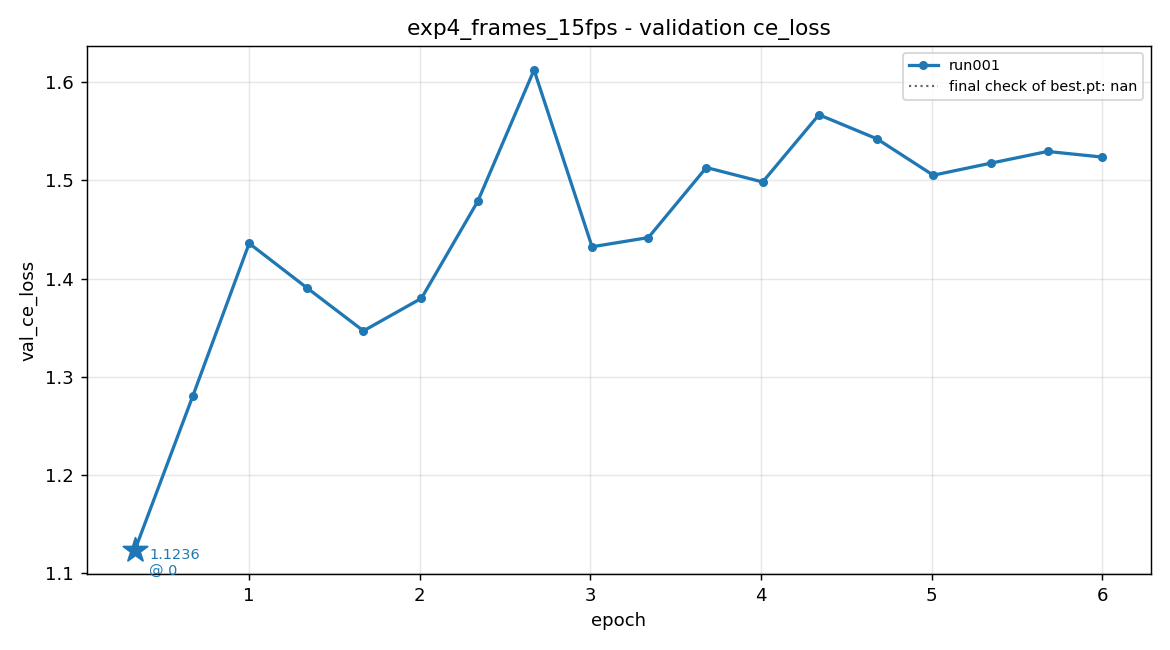 exp4_frames_15fps - validation ce_loss
run001
final check of best.pt: nan
val_ce_loss
1.6
1.5
1.4
1.3
1.2
1.1
1.1236
@ 0
1 2 3 4 5 6
epoch